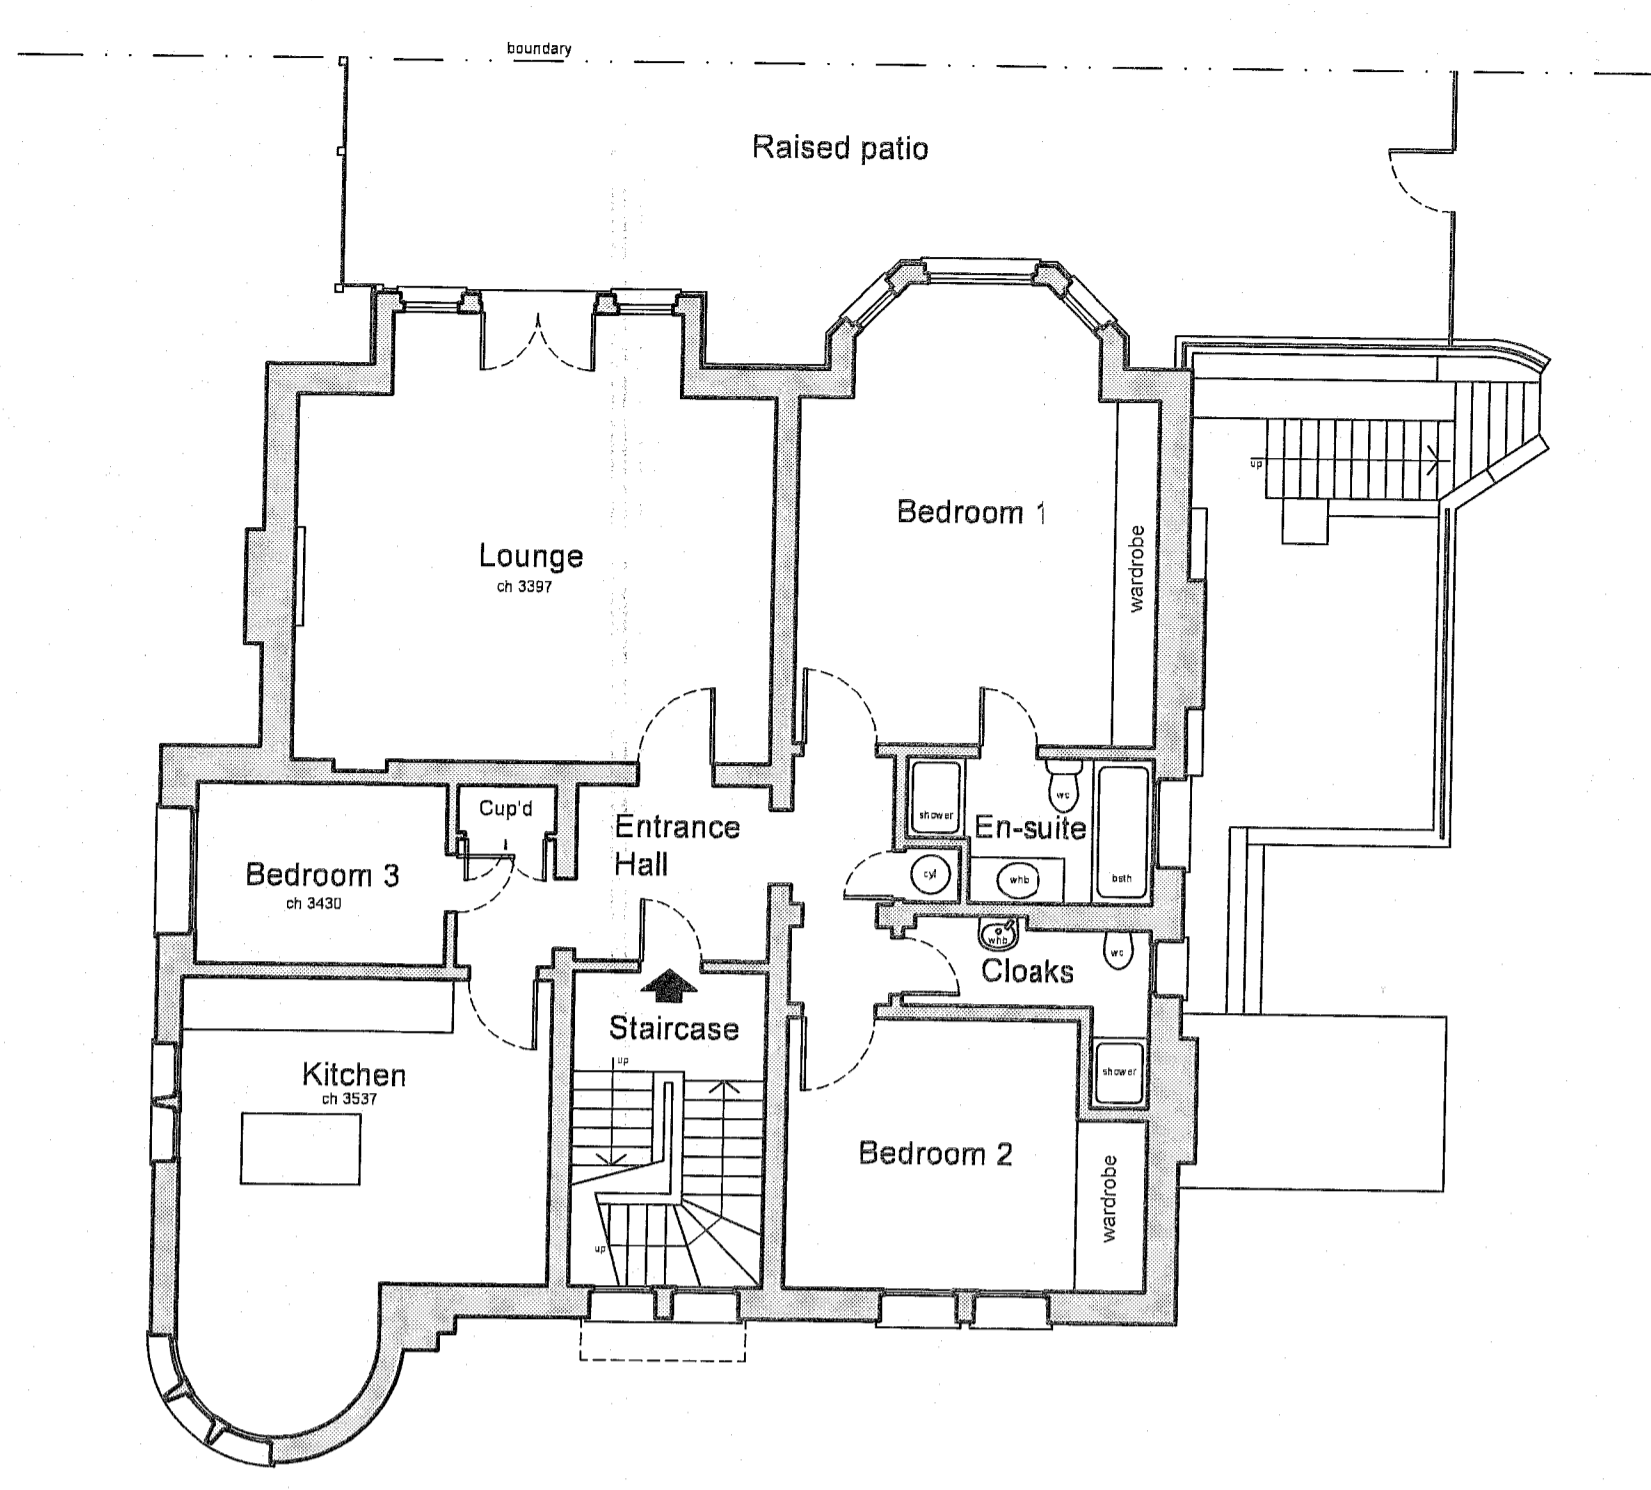 boundary
Raised patio
Bedroom 1
wardrobe
up
Lounge
ch 3397
Cup'd
Entrance
Hall
shower
wc
En-suite
bath
cyl
whb
Bedroom 3
ch 3430
whb
wc
Cloaks
Staircase
up
shower
Kitchen
ch 3537
Bedroom 2
wardrobe
up